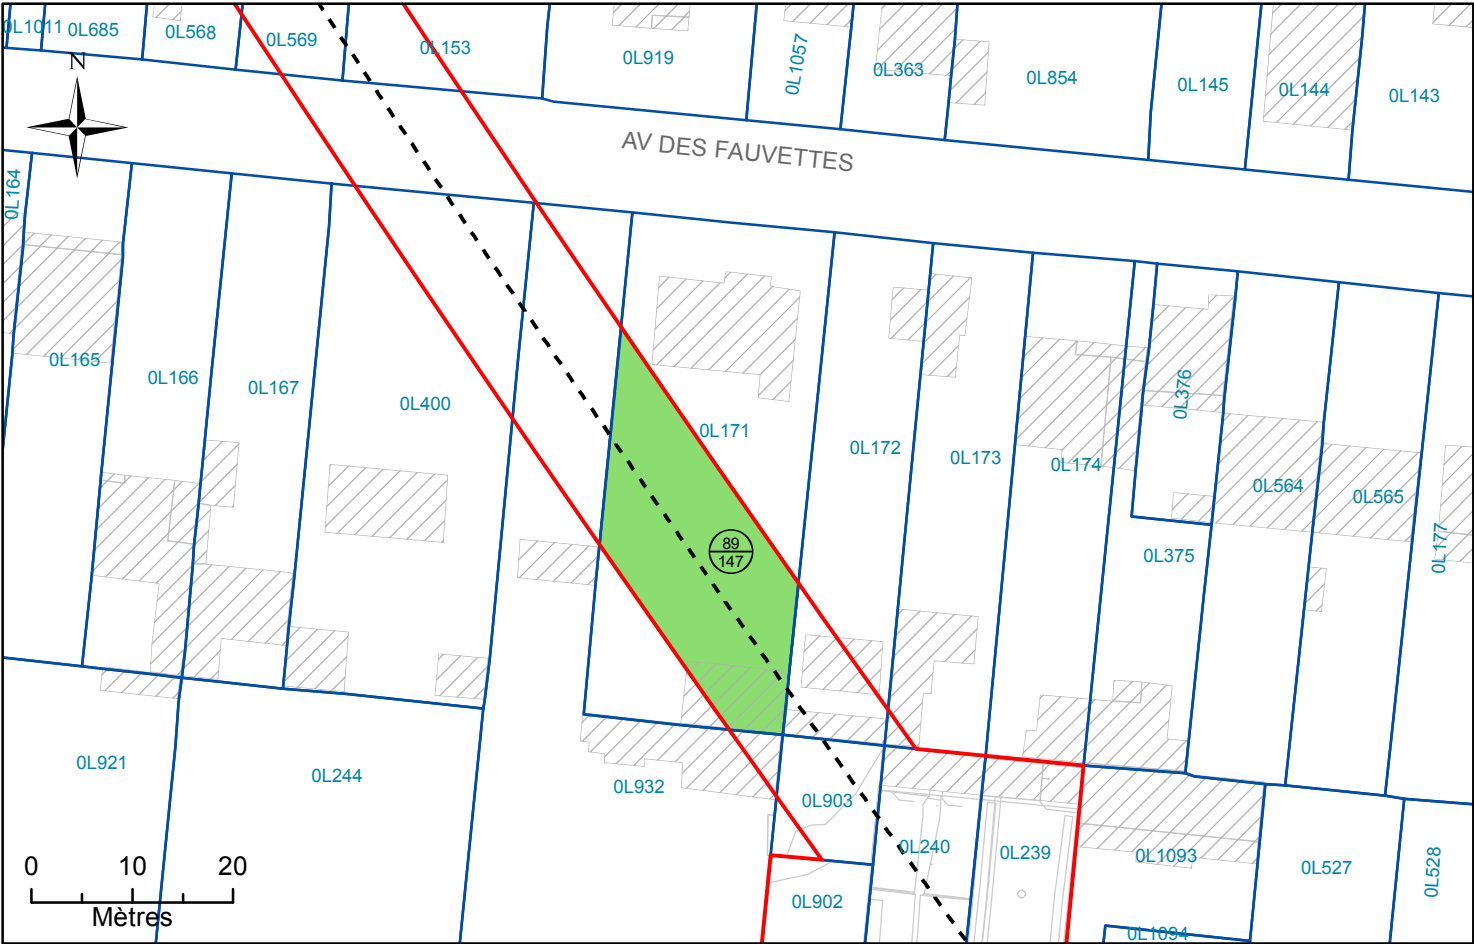 0L1011 0L685 0L568 0L569 0L153 0L919 0L1057 0L363 0L854 0L145 0L144 0L143
N
AV DES FAUVETTES
0L164
0L165 0L166 0L167 0L400 0L171 0L172 0L173 0L174 0L376 0L564 0L565 0L177
89
147
0L375
0L921 0L244 0L932 0L903 0L240 0L239 0L1093 0L527 0L528
0L902
0L1094
0 10 20
Mètres